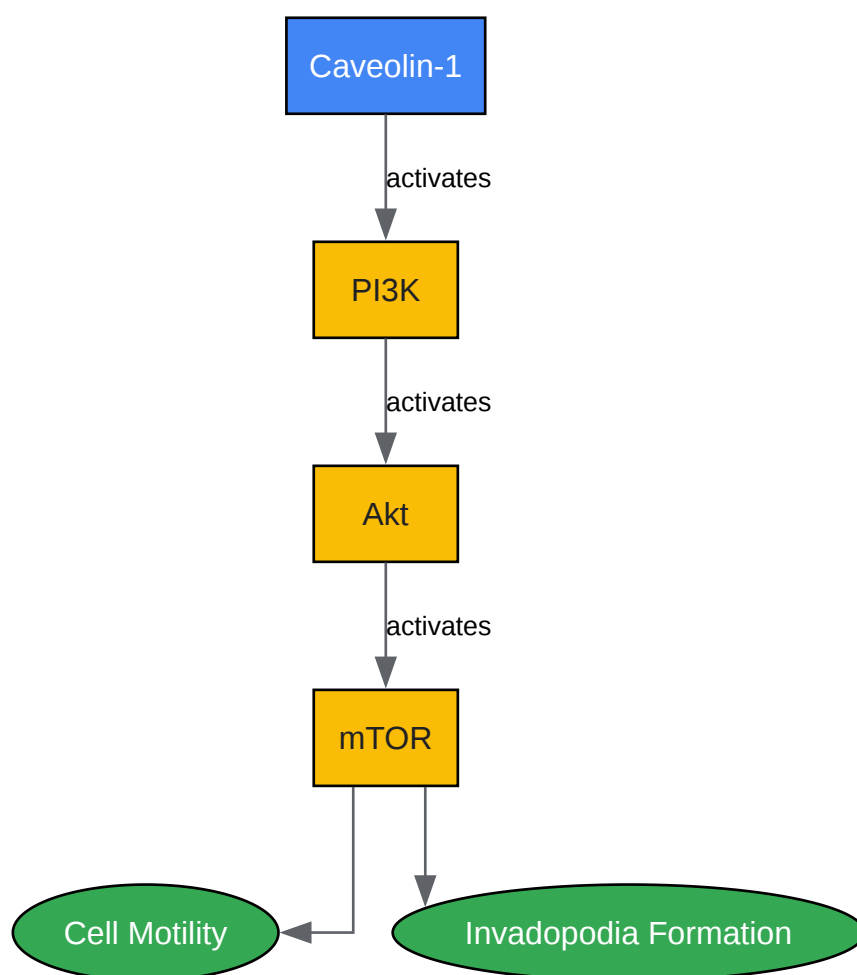 Caveolin-1
activates
PI3K
activates
Akt
activates
mTOR
Cell Motility
Invadopodia Formation